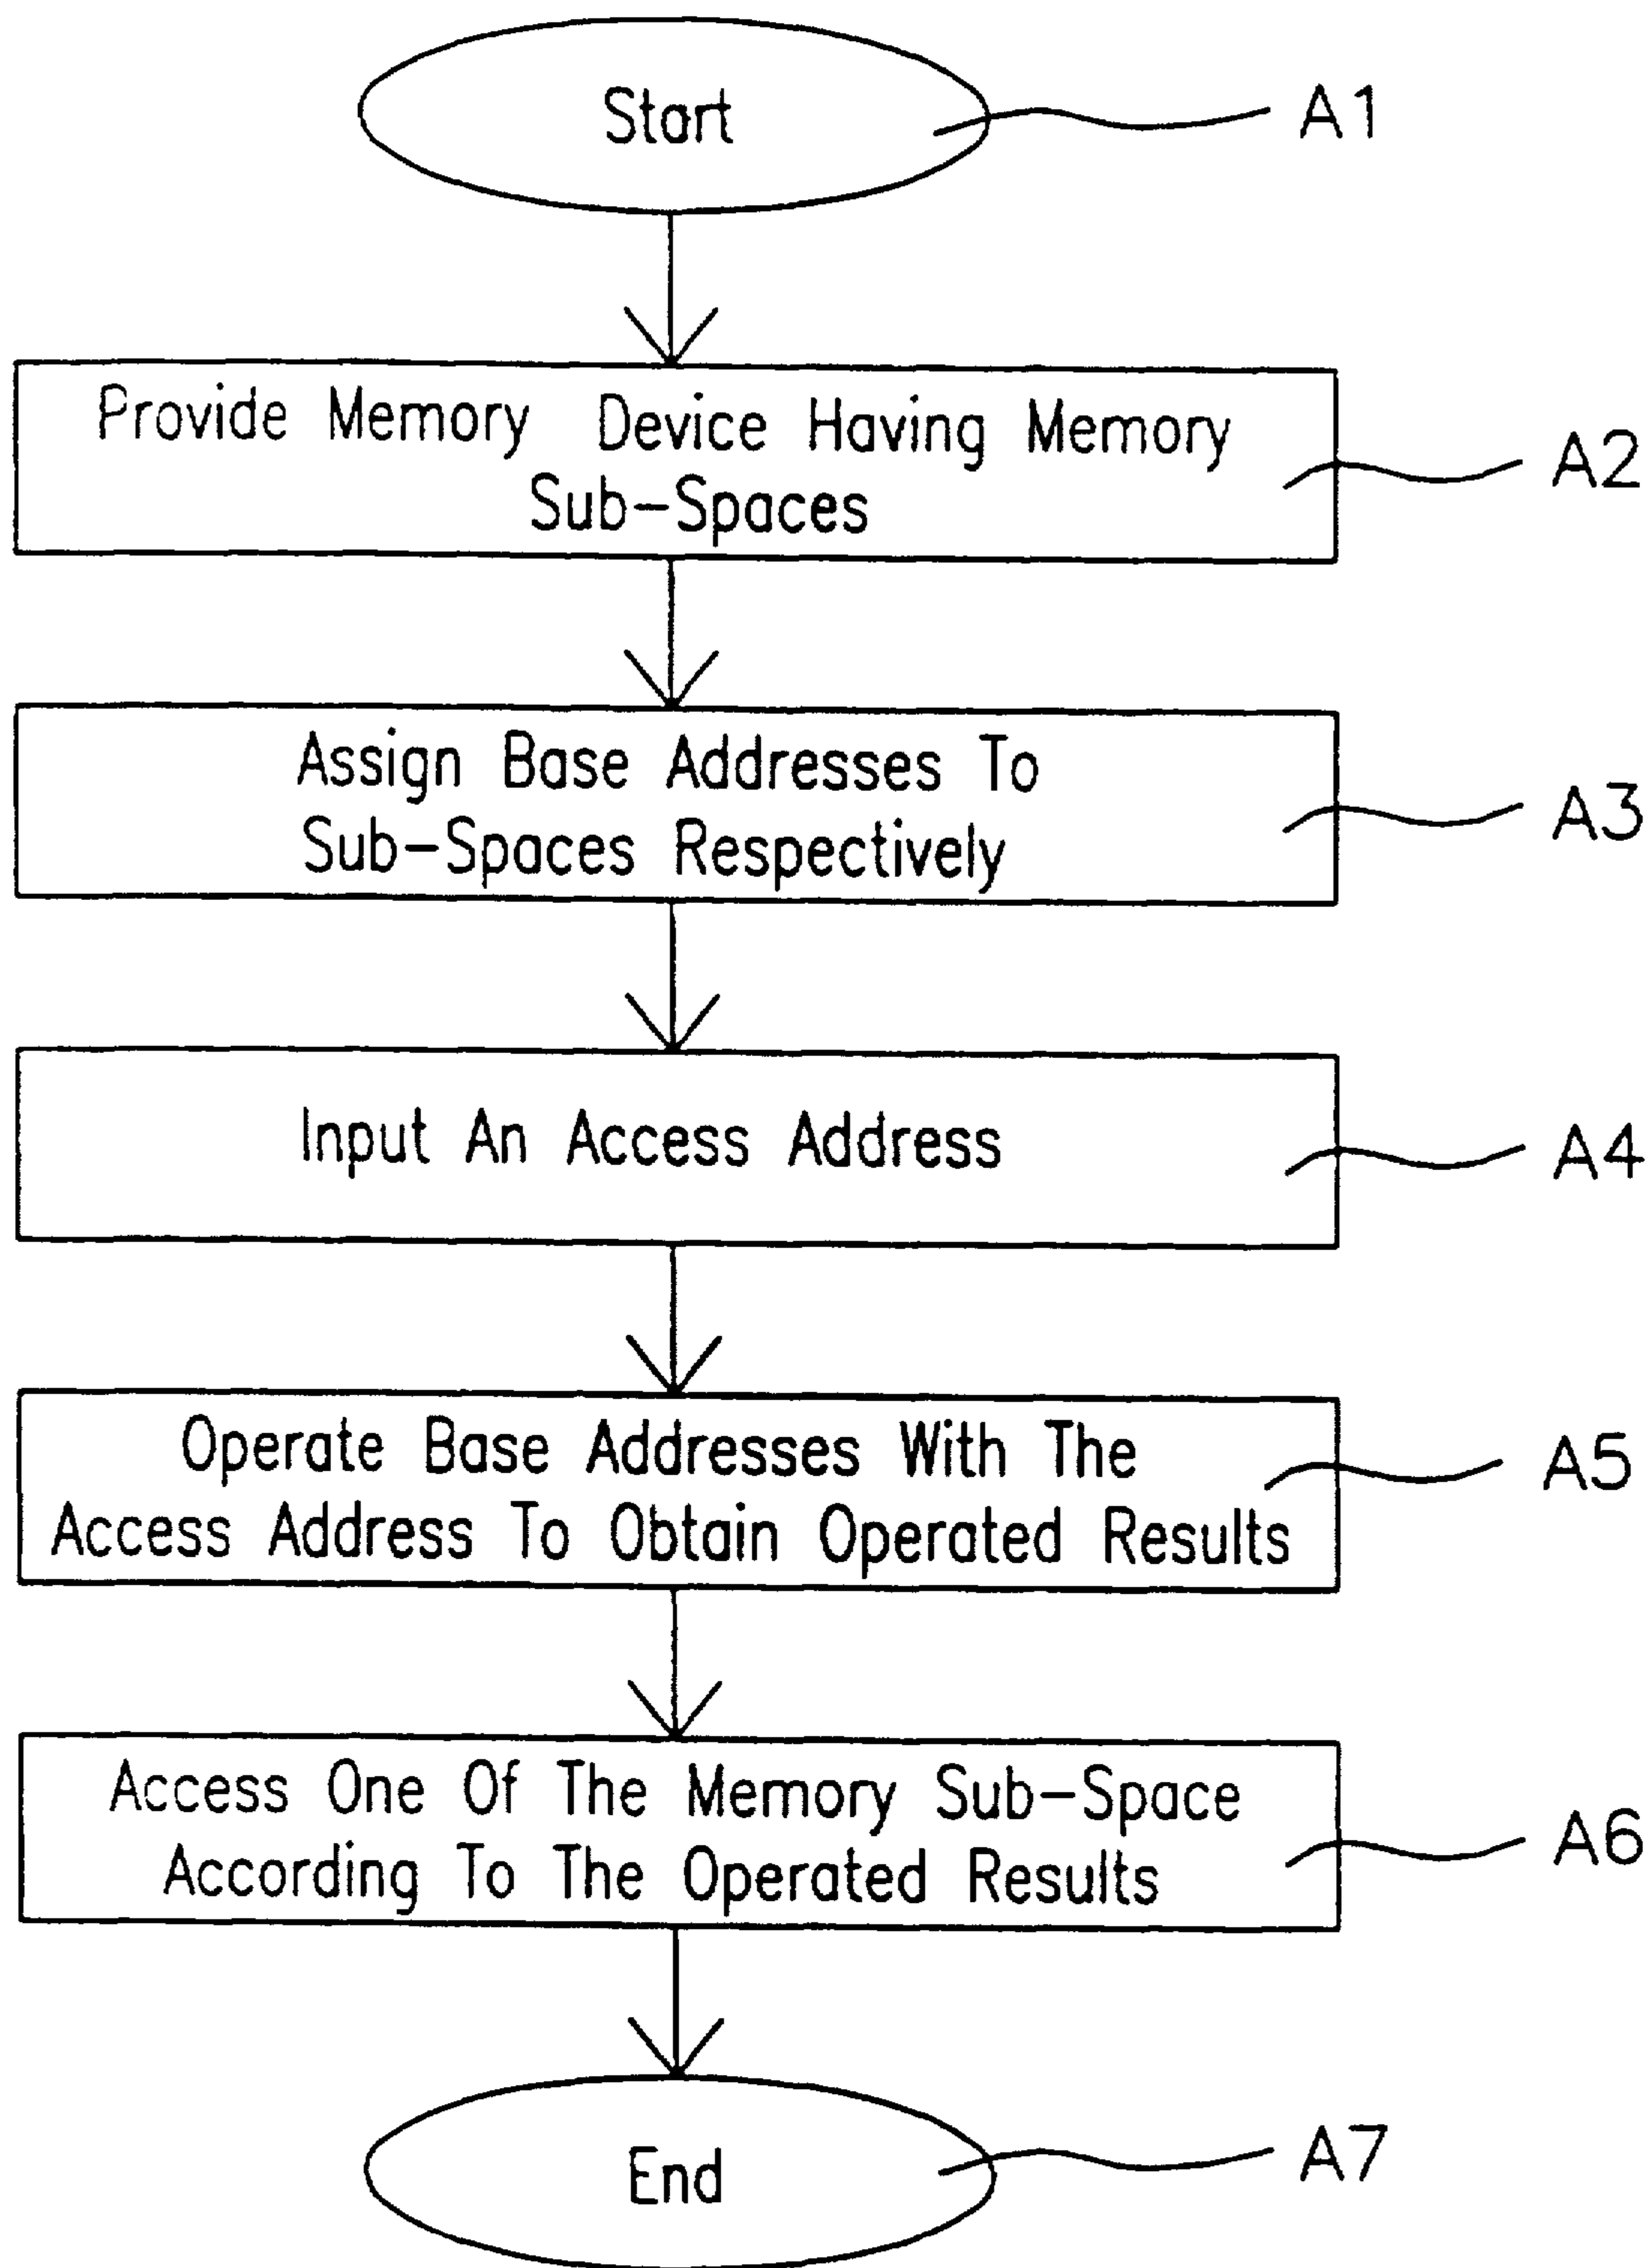 Start
A1
Provide Memory Device Having Memory
Sub-Spaces
A2
Assign Base Addresses To
Sub-Spaces Respectively
A3
Input An Access Address
A4
Operate Base Addresses With The
Access Address To Obtain Operated Results
A5
Access One Of The Memory Sub-Space
According To The Operated Results
A6
End
A7